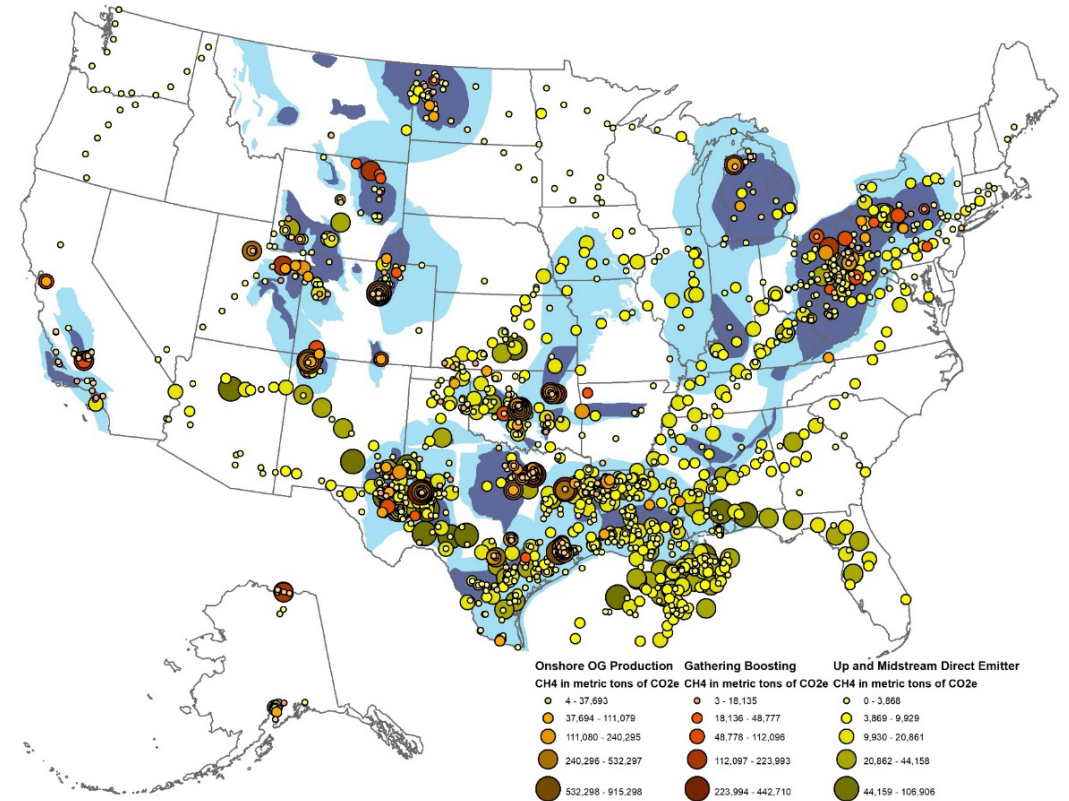 Onshore OG Production Gathering Boosting Up and Midstream Direct Emitter
CH4 in metric tons of CO2e CH4 in metric tons of CO2e CH4 in metric tons of CO2e
4 - 37,693 3 - 18,135 0 - 3,868
37,694 - 111,079 18,136 - 48,777 3,869 - 9,929
111,080 - 240,295 48,778 - 112,096 9,930 - 20,861
240,296 - 532,297 112,097 - 223,993 20,862 - 44,158
532,298 - 915,298 223,994 - 442,710 44,159 - 106,906